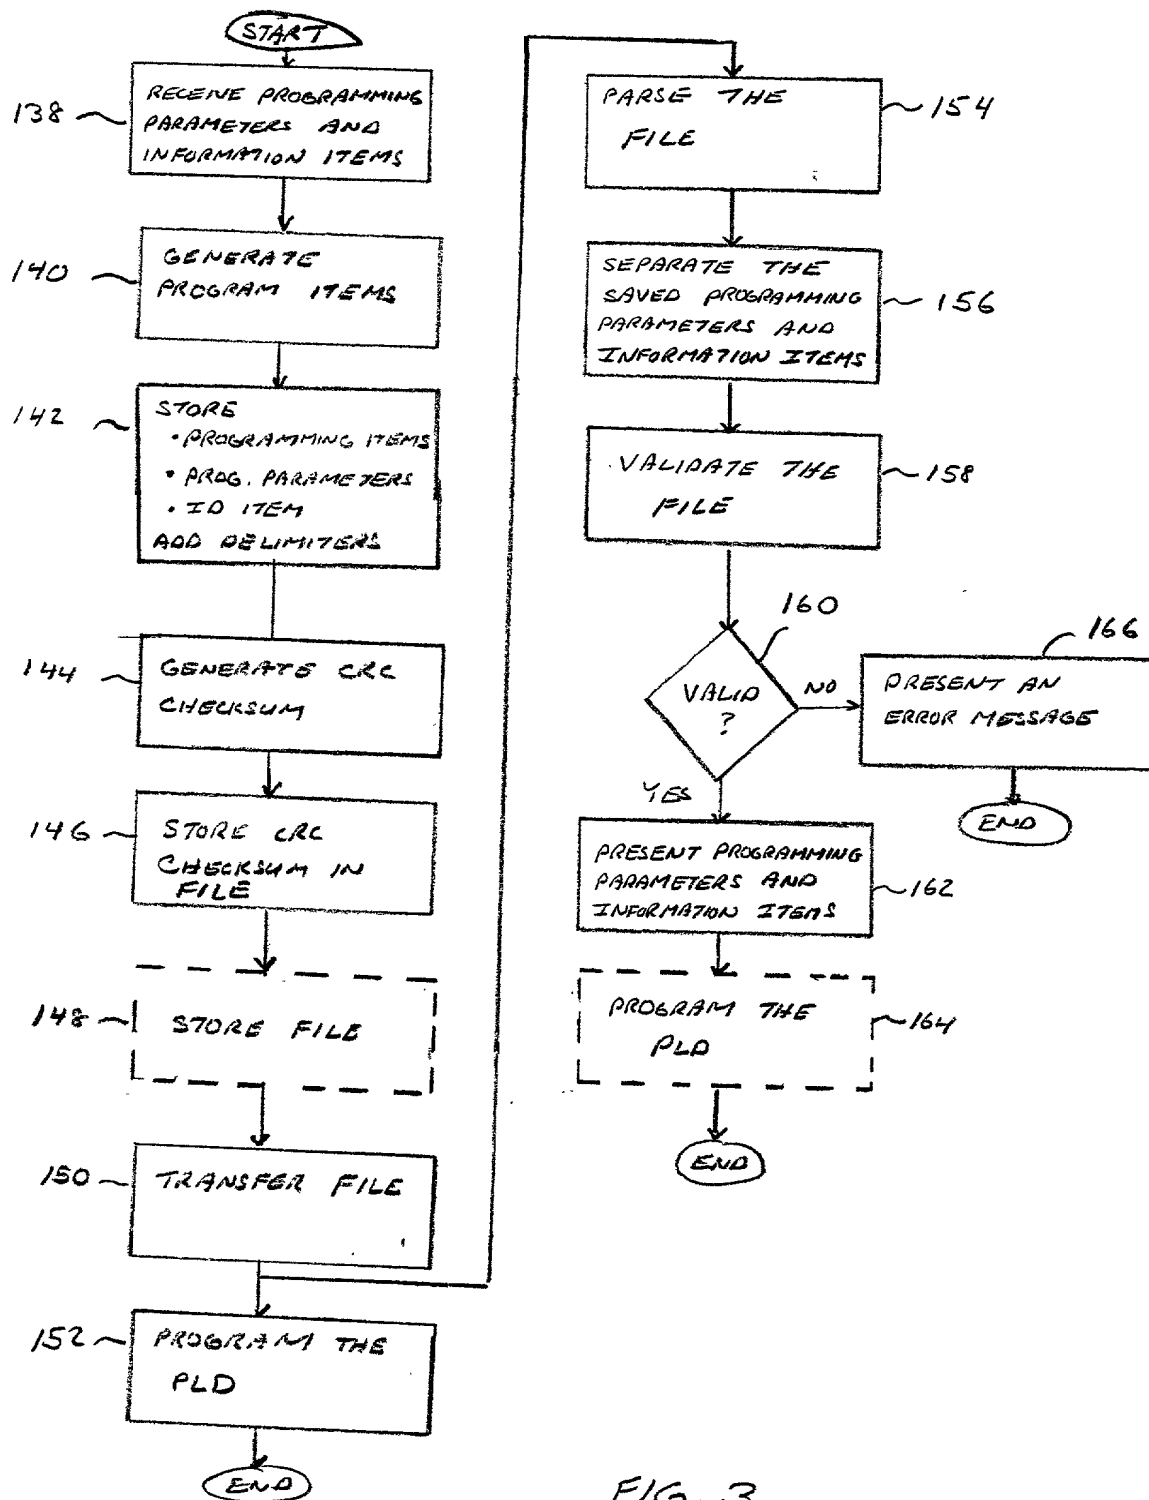 START
138
RECEIVE PROGRAMMING
PARAMETERS AND
INFORMATION ITEMS
140
GENERATE
PROGRAM ITEMS
142
STORE
• PROGRAMMING ITEMS
• PROG. PARAMETERS
• ID ITEM
ADD DELIMITERS
144
GENERATE CRC
CHECKSUM
146
STORE CRC
CHECKSUM IN
FILE
148
STORE FILE
150
TRANSFER FILE
152
PROGRAM THE
PLD
END
PARSE THE
FILE
154
SEPARATE THE
SAVED PROGRAMMING
PARAMETERS AND
INFORMATION ITEMS
156
VALIDATE THE
FILE
158
160
VALID
?
NO
166
PRESENT AN
ERROR MESSAGE
END
YES
PRESENT PROGRAMMING
PARAMETERS AND
INFORMATION ITEMS
162
PROGRAM THE
PLD
164
END
FIG. 3